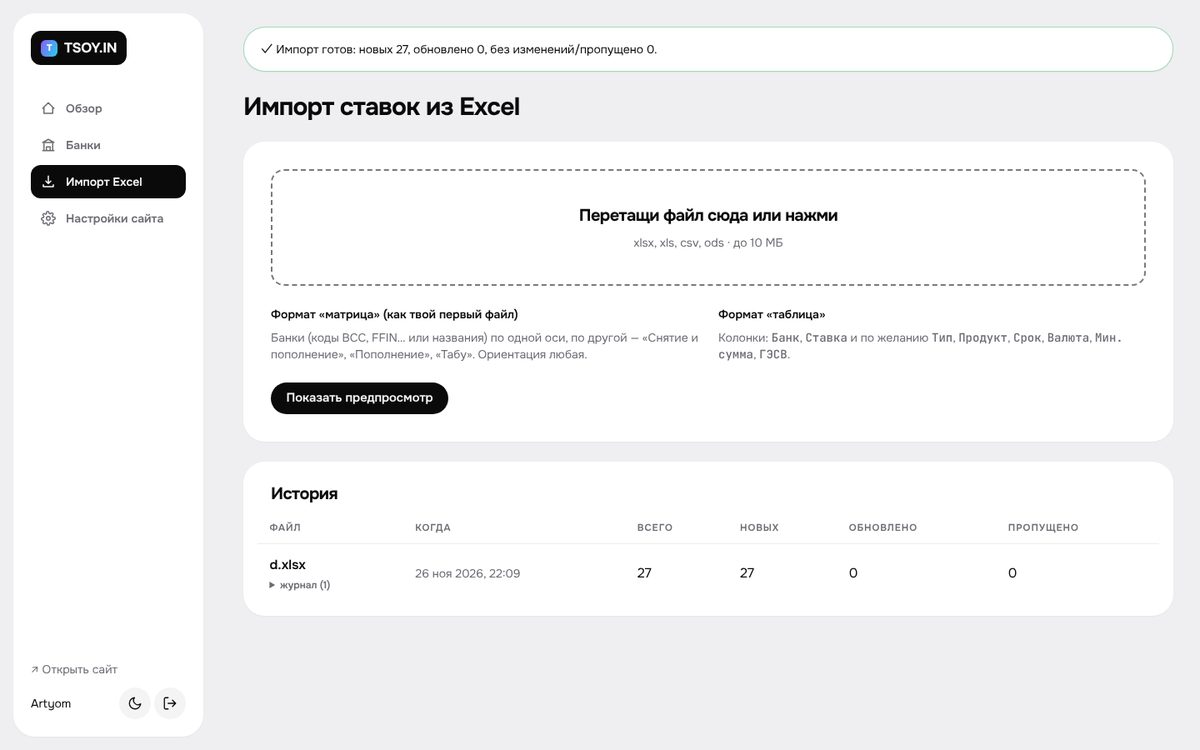 T TSOY.IN
Обзор
Банки
Импорт Excel
Настройки сайта
↗ Открыть сайт
Artyom
✓ Импорт готов: новых 27, обновлено 0, без изменений/пропущено 0.
Импорт ставок из Excel
Перетащи файл сюда или нажми
xlsx, xls, csv, ods · до 10 МБ
Формат «матрица» (как твой первый файл)
Банки (коды BCC, FFIN… или названия) по одной оси, по другой — «Снятие и
пополнение», «Пополнение», «Табу». Ориентация любая.
Формат «таблица»
Колонки: Банк, Ставка и по желанию Тип, Продукт, Срок, Валюта, Мин.
сумма, ГЭСВ.
Показать предпросмотр
История
ФАЙЛ КОГДА ВСЕГО НОВЫХ ОБНОВЛЕНО ПРОПУЩЕНО
d.xlsx
▶ журнал (1)
26 ноя 2026, 22:09 27 27 0 0